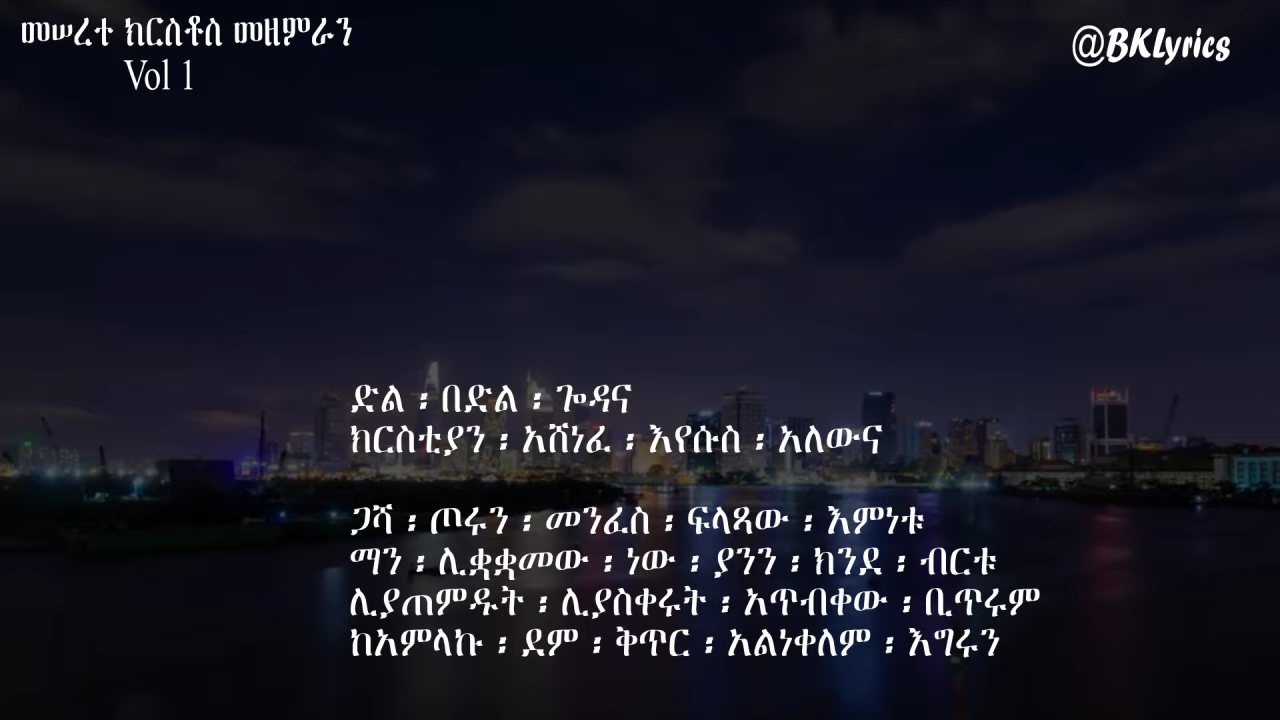 መሠረተ ክርስቶስ መዘምራን
Vol 1
@BKLyrics
ድል ፡ በድል ፡ ጐዳና
ክርስቲያን ፡ አሸነፈ ፡ እየሱስ ፡ አለውና
ጋሻ ፡ ጦሩን ፡ መንፈስ ፡ ፍላጻው ፡ እምነቱ
ማን ፡ ሊቋቋመው ፡ ነው ፡ ያንን ፡ ክንደ ፡ ብርቱ
ሊያጠምዱት ፡ ሊያስቀሩት ፡ አጥብቀው ፡ ቢጥሩም
ከአምላኩ ፡ ደም ፡ ቅጥር ፡ አልነቀለም ፡ እግሩን